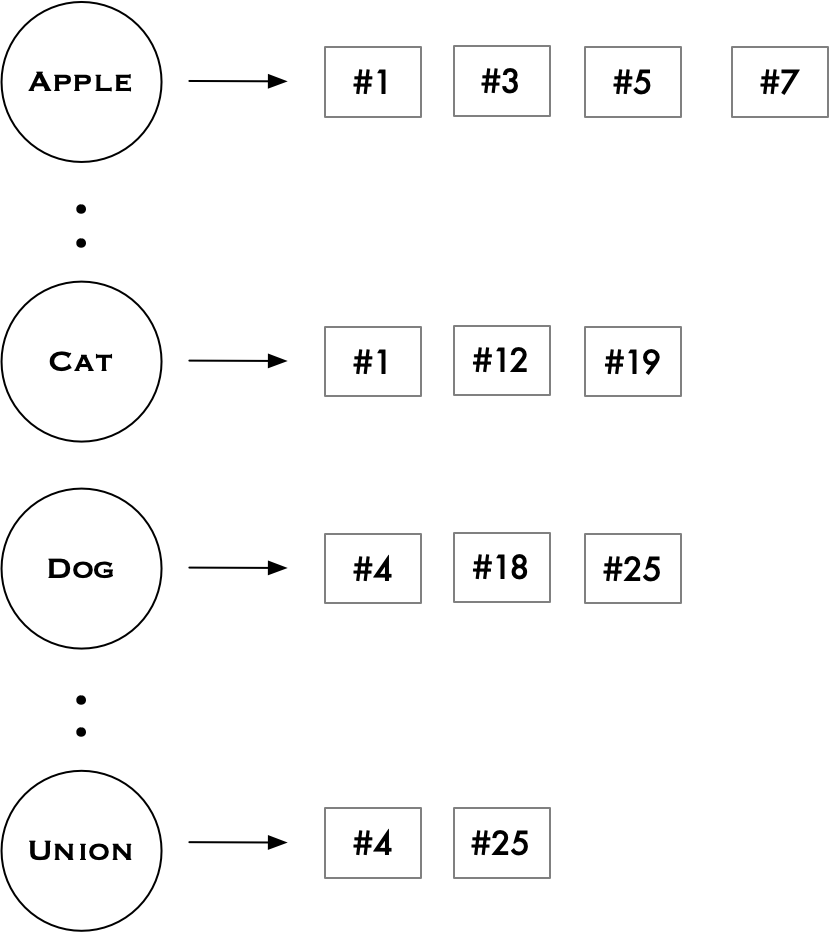 Apple #1 #3 #5 #7
Cat #1 #12 #19
Dog #4 #18 #25
Union #4 #25